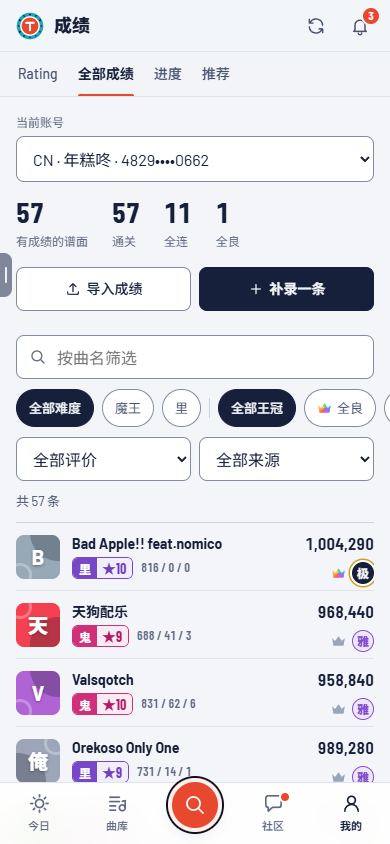 T
成绩
3
Rating 全部成绩 进度 推荐
当前账号
CN · 年糕咚 · 4829••••0662
57 57 11 1
有成绩的谱面 通关 全连 全良
导入成绩 + 补录一条
按曲名筛选
全部难度 魔王 里 全部王冠 全良
全部评价 全部来源
共 57 条
B Bad Apple!! feat.nomico 1,004,290
里 ★10 816 / 0 / 0 极
天 天狗配乐 968,440
鬼 ★9 688 / 41 / 3 雅
V Valsqotch 958,840
鬼 ★10 831 / 62 / 6 雅
俺 Orekoso Only One 989,280
里 ★9 731 / 14 / 1 雅
今日 曲库 社区 我的